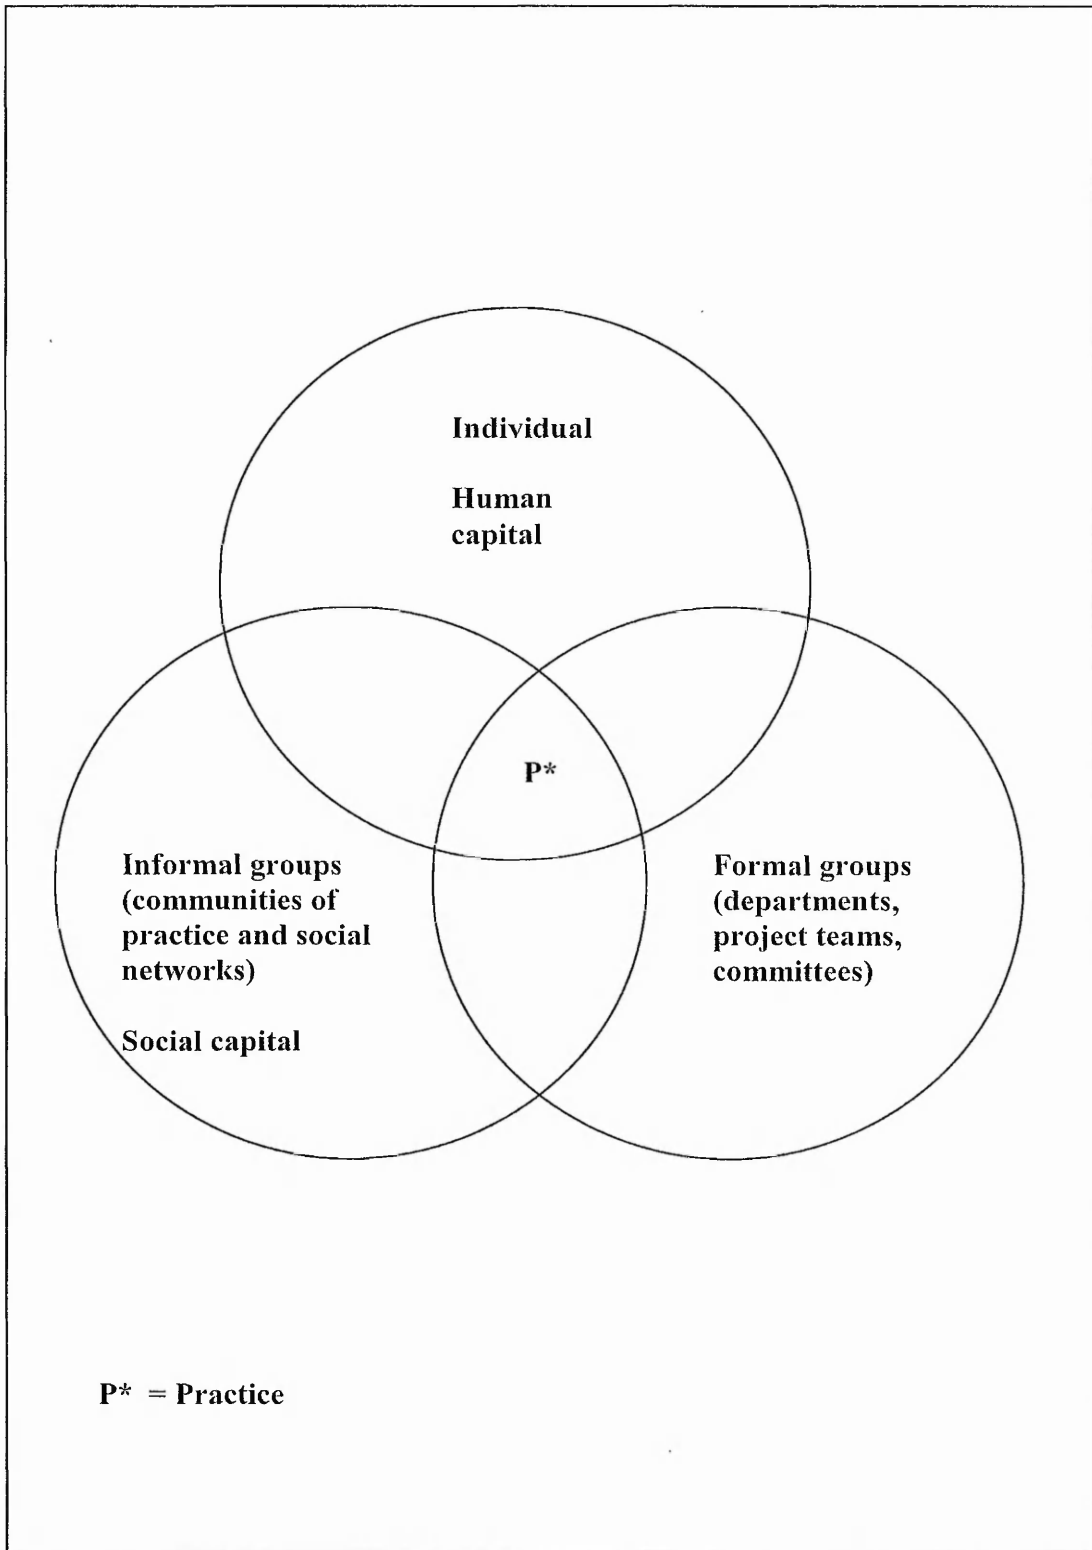 Individual
Human
capital
P*
Informal groups
(communities of
practice and social
networks)
Social capital
Formal groups
(departments,
project teams,
committees)
P* = Practice